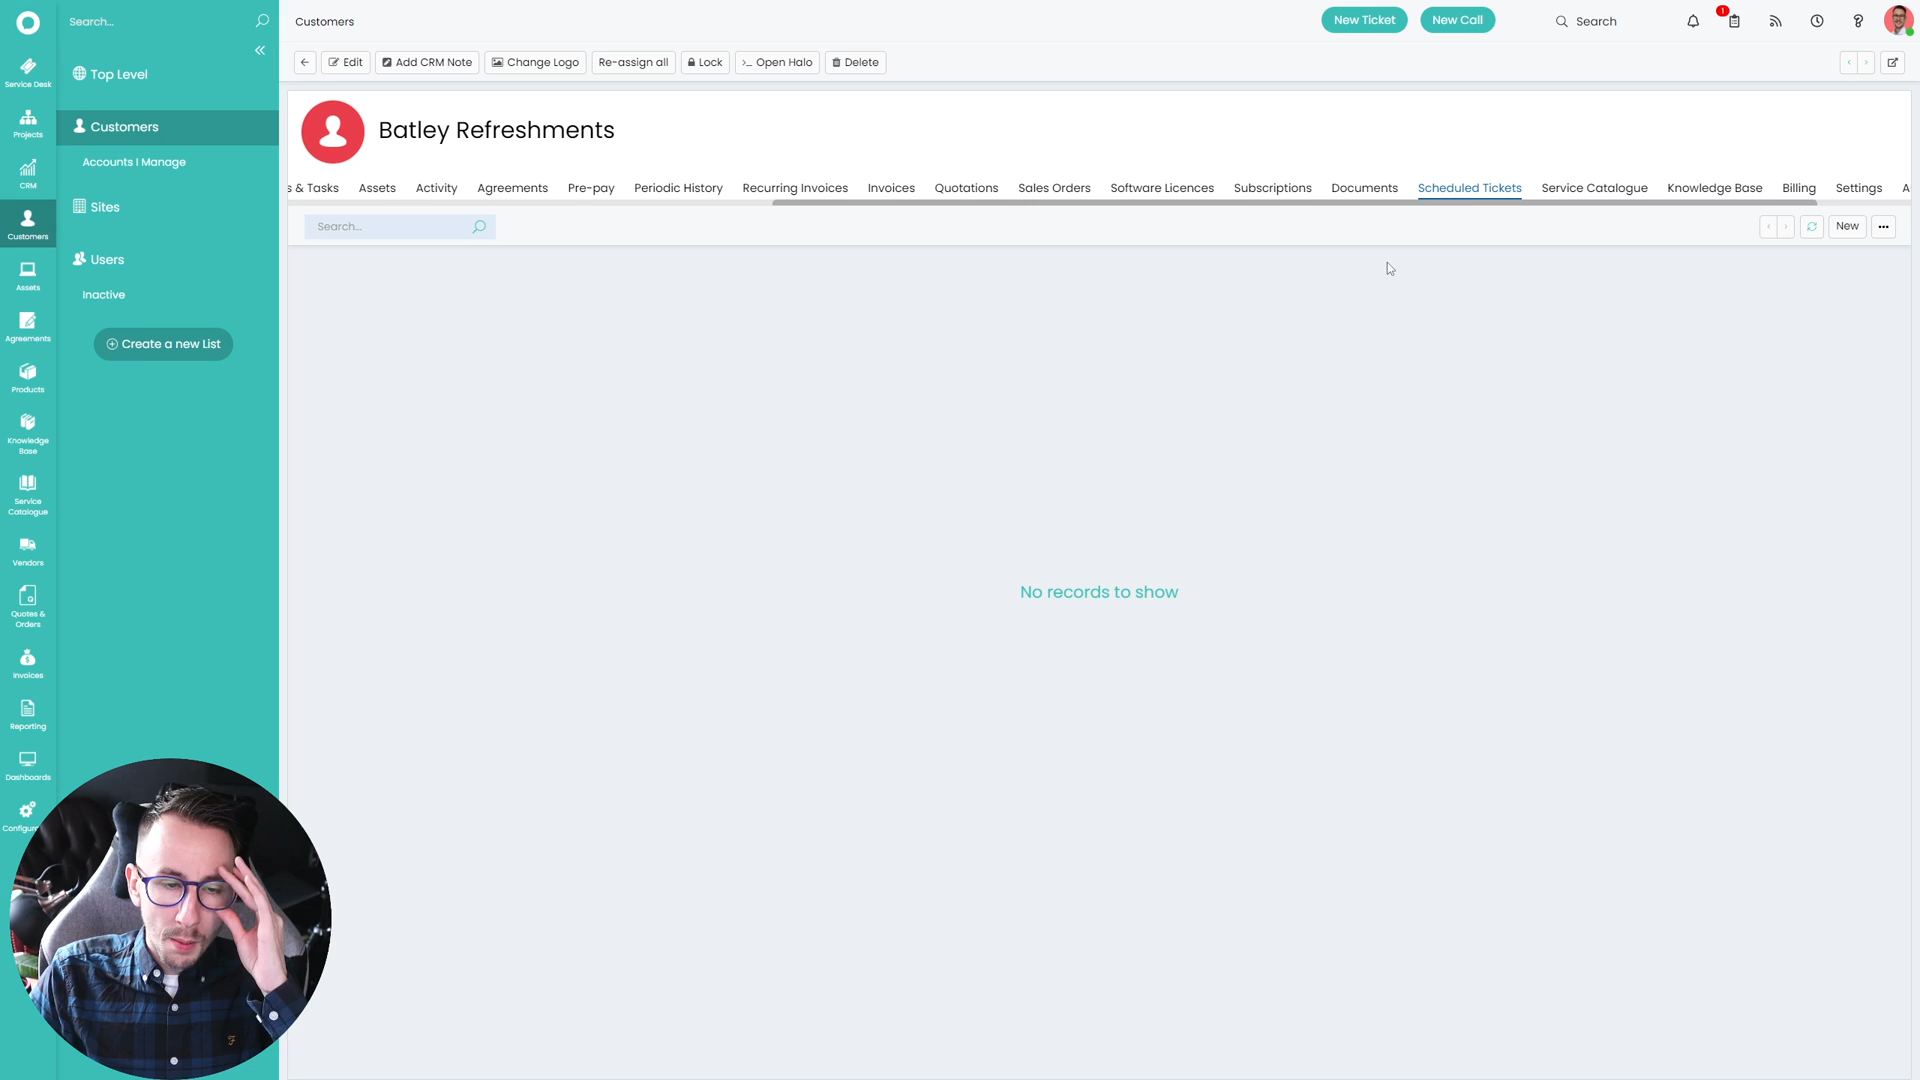 Search...
Customers
New Ticket
New Call
Search
1
Service Desk
Projects
CRM
Customers
Assets
Agreements
Products
Knowledge
Base
Service
Catalogue
Vendors
Quotes &
Orders
Invoices
Reporting
Dashboards
Top Level
Customers
Accounts I Manage
Sites
Users
Inactive
Create a new List
Edit
Add CRM Note
Change Logo
Re-assign all
Lock
>_ Open Halo
Delete
Batley Refreshments
s & Tasks
Assets
Activity
Agreements
Pre-pay
Periodic History
Recurring Invoices
Invoices
Quotations
Sales Orders
Software Licences
Subscriptions
Documents
Scheduled Tickets
Service Catalogue
Knowledge Base
Billing
Settings
A
Search...
New
No records to show